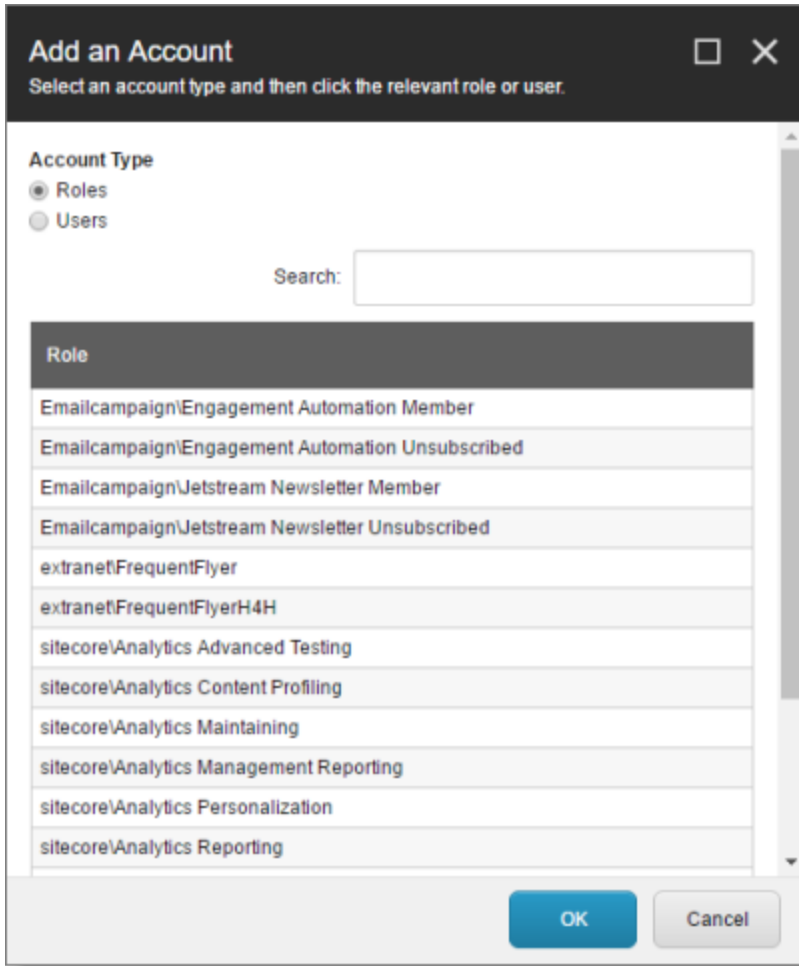 Add an Account
Select an account type and then click the relevant role or user.
Account Type
Roles
Users
Search:
Role
Emailcampaign\Engagement Automation Member
Emailcampaign\Engagement Automation Unsubscribed
Emailcampaign\Jetstream Newsletter Member
Emailcampaign\Jetstream Newsletter Unsubscribed
extranet\FrequentFlyer
extranet\FrequentFlyerH4H
sitecore\Analytics Advanced Testing
sitecore\Analytics Content Profiling
sitecore\Analytics Maintaining
sitecore\Analytics Management Reporting
sitecore\Analytics Personalization
sitecore\Analytics Reporting
OK Cancel